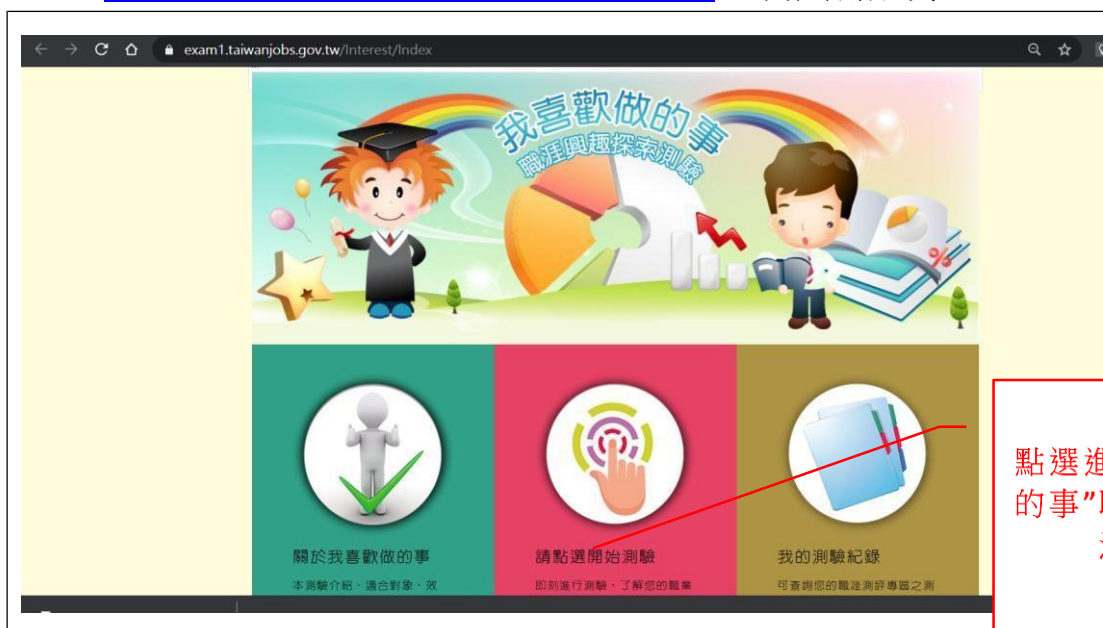 exam1.taiwanjobs.gov.tw/Interest/Index
我喜歡做的事
職涯興趣探索測驗
%
關於我喜歡做的事
本測驗介紹、適合對象、效
請點選開始測驗
即刻進行測驗，了解您的職業
我的測驗紀錄
可查詢您的職涯測評專區之測
點選進
的事”